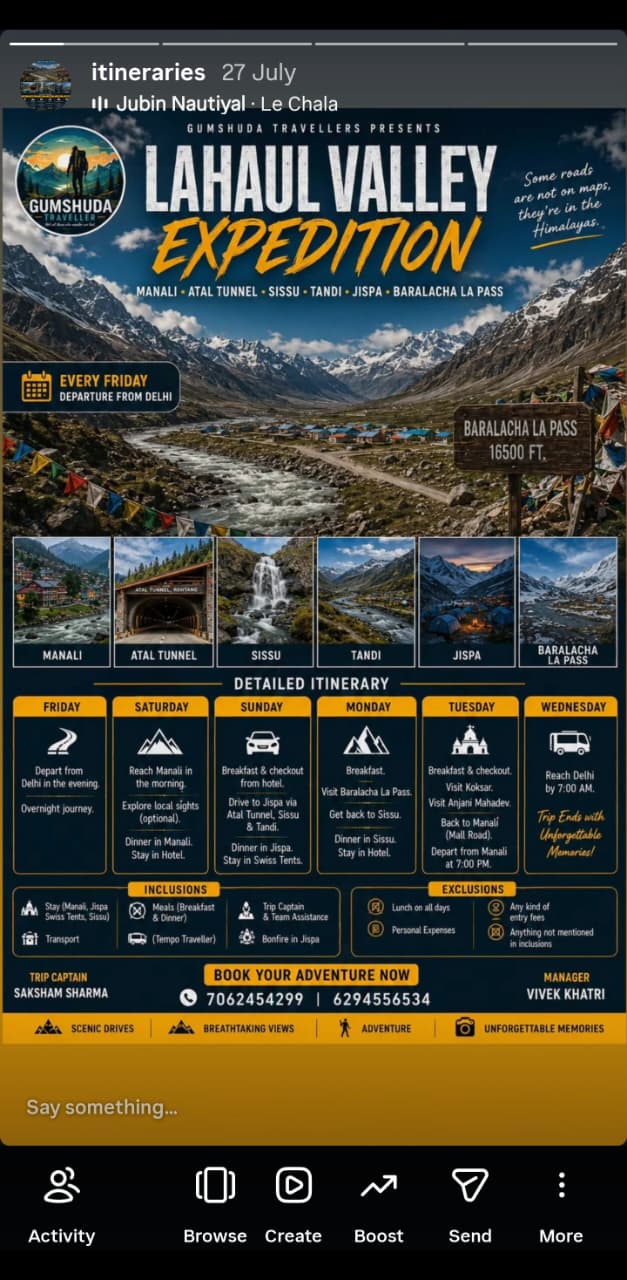 itineraries 27 July
Jubin Nautiyal · Le Chala
GUMSHUDA TRAVELLERS PRESENTS
LAHAUL VALLEY
EXPEDITION
MANALI • ATAL TUNNEL • SISSU • TANDI • JISPA • BARALACHA LA PASS
GUMSHUDA
TRAVELLER
Some roads
are not on maps,
they're in the
Himalayas.
EVERY FRIDAY
DEPARTURE FROM DELHI
BARALACHA LA PASS
16500 FT.
ATAL TUNNEL, ROHTANG
MANALI
ATAL TUNNEL
SISSU
TANDI
JISPA
BARALACHA
LA PASS
DETAILED ITINERARY
FRIDAY
Depart from
Delhi in the evening.
Overnight journey.
SATURDAY
Reach Manali in
the morning.
Explore local sights
(optional).
Dinner in Manali.
Stay in Hotel.
SUNDAY
Breakfast & checkout
from hotel.
Drive to Jispa via
Atal Tunnel, Sissu
& Tandi.
Dinner in Jispa.
Stay in Swiss Tents.
MONDAY
Breakfast.
Visit Baralacha La Pass.
Get back to Sissu.
Dinner in Sissu.
Stay in Hotel.
TUESDAY
Breakfast & checkout.
Visit Koksar.
Visit Anjani Mahadev.
Back to Manali
(Mall Road).
Depart from Manali
at 7:00 PM.
WEDNESDAY
Reach Delhi
by 7:00 AM.
Trip Ends with
Unforgettable
Memories!
INCLUSIONS
Stay (Manali, Jispa
Swiss Tents, Sissu)
Transport
Meals (Breakfast
& Dinner)
(Tempo Traveller)
Trip Captain
& Team Assistance
Bonfire in Jispa
EXCLUSIONS
Lunch on all days
Personal Expenses
Any kind of
entry fees
Anything not mentioned
in inclusions
TRIP CAPTAIN
SAKSHAM SHARMA
BOOK YOUR ADVENTURE NOW
7062454299 | 6294556534
MANAGER
VIVEK KHATRI
SCENIC DRIVES
BREATHTAKING VIEWS
ADVENTURE
UNFORGETTABLE MEMORIES
Say something...
Activity
Browse
Create
Boost
Send
More